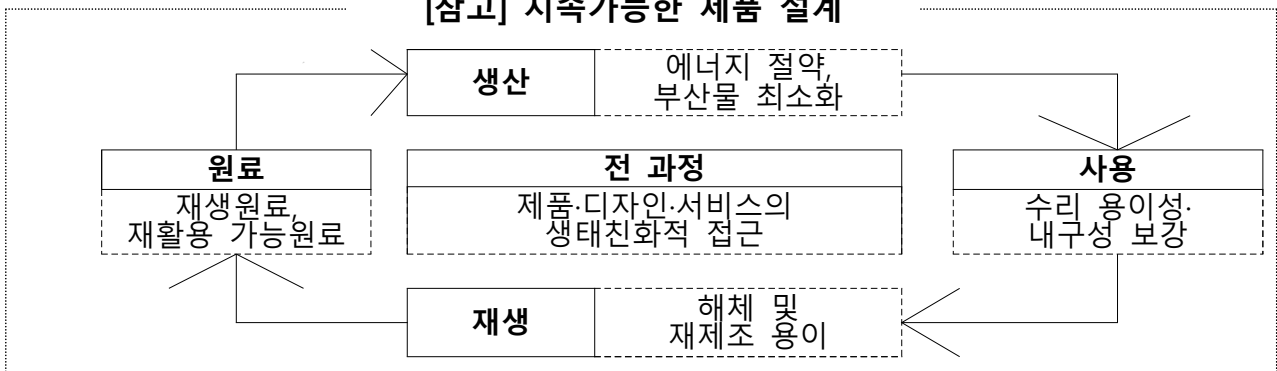 [참고] 지속가능한 제품 설계
생산
에너지 절약,
부산물 최소화
원료
재생원료,
재활용 가능원료
전 과정
제품·디자인·서비스의
생태친화적 접근
사용
수리 용이성·
내구성 보강
재생
해체 및
재제조 용이